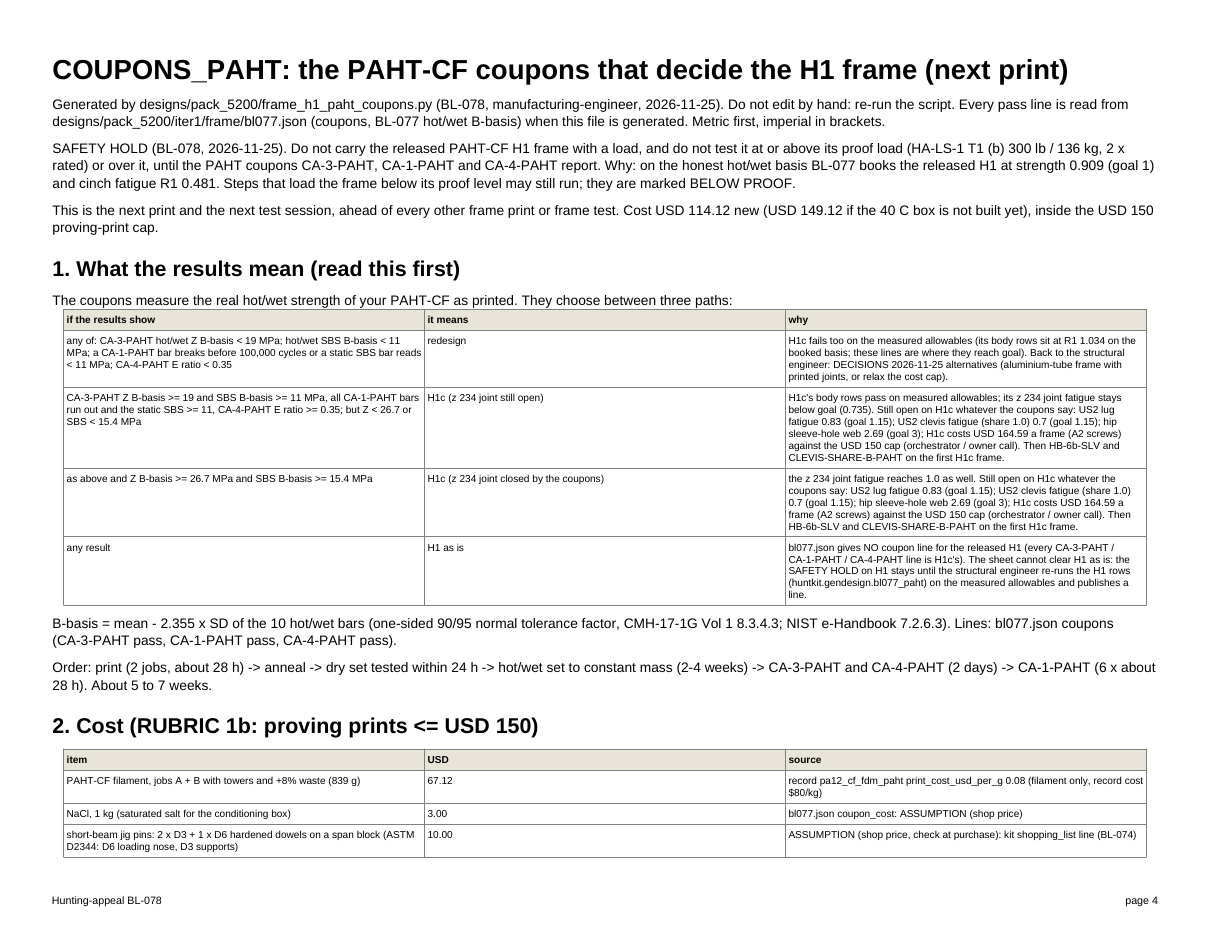 COUPONS_PAHT: the PAHT-CF coupons that decide the H1 frame (next print)
Generated by designs/pack_5200/frame_h1_paht_coupons.py (BL-078, manufacturing-engineer, 2026-11-25). Do not edit by hand: re-run the script. Every pass line is read from
designs/pack_5200/iter1/frame/bl077.json (coupons, BL-077 hot/wet B-basis) when this file is generated. Metric first, imperial in brackets.
SAFETY HOLD (BL-078, 2026-11-25). Do not carry the released PAHT-CF H1 frame with a load, and do not test it at or above its proof load (HA-LS-1 T1 (b) 300 lb / 136 kg, 2 x
rated) or over it, until the PAHT coupons CA-3-PAHT, CA-1-PAHT and CA-4-PAHT report. Why: on the honest hot/wet basis BL-077 books the released H1 at strength 0.909 (goal 1)
and cinch fatigue R1 0.481. Steps that load the frame below its proof level may still run; they are marked BELOW PROOF.
This is the next print and the next test session, ahead of every other frame print or frame test. Cost USD 114.12 new (USD 149.12 if the 40 C box is not built yet), inside the USD 150
proving-print cap.
1. What the results mean (read this first)
The coupons measure the real hot/wet strength of your PAHT-CF as printed. They choose between three paths:
if the results show
it means
why
any of: CA-3-PAHT hot/wet Z B-basis < 19 MPa; hot/wet SBS B-basis < 11
MPa; a CA-1-PAHT bar breaks before 100,000 cycles or a static SBS bar reads
< 11 MPa; CA-4-PAHT E ratio < 0.35
redesign
H1c fails too on the measured allowables (its body rows sit at R1 1.034 on the
booked basis; these lines are where they reach goal). Back to the structural
engineer: DECISIONS 2026-11-25 alternatives (aluminium-tube frame with
printed joints, or relax the cost cap).
CA-3-PAHT Z B-basis >= 19 and SBS B-basis >= 11 MPa, all CA-1-PAHT bars
run out and the static SBS >= 11, CA-4-PAHT E ratio >= 0.35; but Z < 26.7 or
SBS < 15.4 MPa
H1c (z 234 joint still open)
H1c's body rows pass on measured allowables; its z 234 joint fatigue stays
below goal (0.735). Still open on H1c whatever the coupons say: US2 lug
fatigue 0.83 (goal 1.15); US2 clevis fatigue (share 1.0) 0.7 (goal 1.15); hip
sleeve-hole web 2.69 (goal 3); H1c costs USD 164.59 a frame (A2 screws)
against the USD 150 cap (orchestrator / owner call). Then HB-6b-SLV and
CLEVIS-SHARE-B-PAHT on the first H1c frame.
as above and Z B-basis >= 26.7 MPa and SBS B-basis >= 15.4 MPa
H1c (z 234 joint closed by the coupons)
the z 234 joint fatigue reaches 1.0 as well. Still open on H1c whatever the
coupons say: US2 lug fatigue 0.83 (goal 1.15); US2 clevis fatigue (share 1.0)
0.7 (goal 1.15); hip sleeve-hole web 2.69 (goal 3); H1c costs USD 164.59 a
frame (A2 screws) against the USD 150 cap (orchestrator / owner call). Then
HB-6b-SLV and CLEVIS-SHARE-B-PAHT on the first H1c frame.
any result
H1 as is
bl077.json gives NO coupon line for the released H1 (every CA-3-PAHT /
CA-1-PAHT / CA-4-PAHT line is H1c's). The sheet cannot clear H1 as is: the
SAFETY HOLD on H1 stays until the structural engineer re-runs the H1 rows
(huntkit.gendesign.bl077_paht) on the measured allowables and publishes a
line.
B-basis = mean - 2.355 x SD of the 10 hot/wet bars (one-sided 90/95 normal tolerance factor, CMH-17-1G Vol 1 8.3.4.3; NIST e-Handbook 7.2.6.3). Lines: bl077.json coupons
(CA-3-PAHT pass, CA-1-PAHT pass, CA-4-PAHT pass).
Order: print (2 jobs, about 28 h) -> anneal -> dry set tested within 24 h -> hot/wet set to constant mass (2-4 weeks) -> CA-3-PAHT and CA-4-PAHT (2 days) -> CA-1-PAHT (6 x about
28 h). About 5 to 7 weeks.
2. Cost (RUBRIC 1b: proving prints <= USD 150)
item
USD
source
PAHT-CF filament, jobs A + B with towers and +8% waste (839 g)
67.12
record pa12_cf_fdm_paht print_cost_usd_per_g 0.08 (filament only, record cost
$80/kg)
NaCl, 1 kg (saturated salt for the conditioning box)
3.00
bl077.json coupon_cost: ASSUMPTION (shop price)
short-beam jig pins: 2 x D3 + 1 x D6 hardened dowels on a span block (ASTM
D2344: D6 loading nose, D3 supports)
10.00
ASSUMPTION (shop price, check at purchase): kit shopping_list line (BL-074)
Hunting-appeal BL-078
page 4